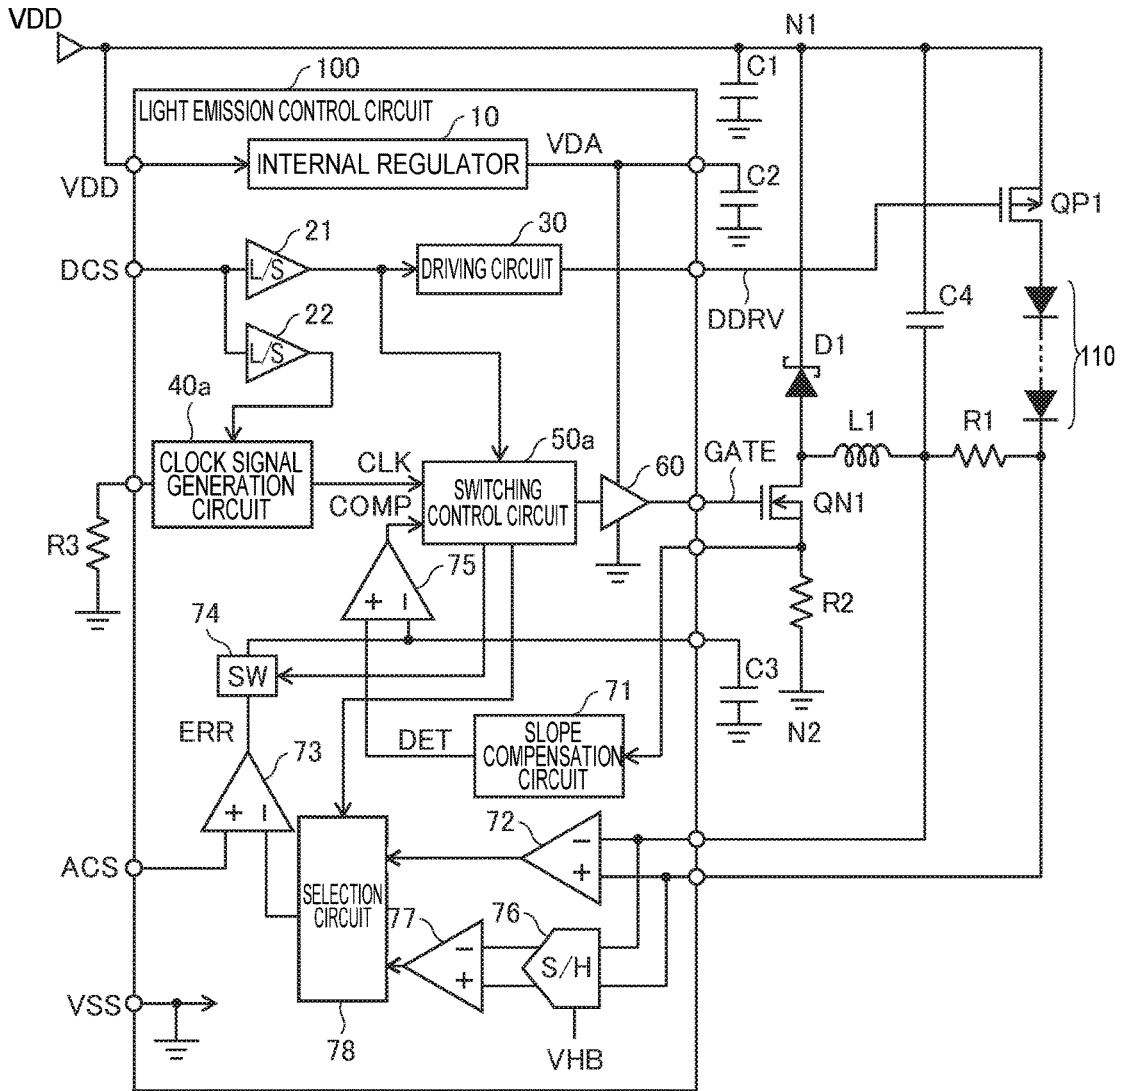 VDD
N1
C1
100
LIGHT EMISSION CONTROL CIRCUIT
10
INTERNAL REGULATOR
VDA
VDD
C2
QP1
DCS
21
L/S
30
DRIVING CIRCUIT
DDRV
22
L/S
C4
110
D1
40a
CLOCK SIGNAL
GENERATION
CIRCUIT
CLK
COMP
50a
SWITCHING
CONTROL CIRCUIT
60
GATE
L1
R1
QN1
R3
75
+
−
R2
74
SW
C3
N2
71
SLOPE
COMPENSATION
CIRCUIT
DET
ERR
73
+
−
72
−
+
ACS
SELECTION
CIRCUIT
77
−
+
76
S/H
VSS
78
VHB